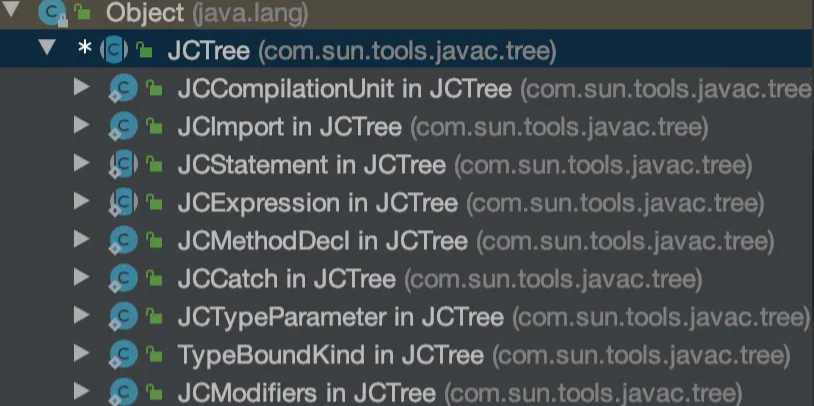 Object (java.lang)
* JCTree (com.sun.tools.javac.tree)
JCCompilationUnit in JCTree (com.sun.tools.javac.tree
JCImport in JCTree (com.sun.tools.javac.tree)
JCStatement in JCTree (com.sun.tools.javac.tree)
JCExpression in JCTree (com.sun.tools.javac.tree)
JCMethodDecl in JCTree (com.sun.tools.javac.tree)
JCCatch in JCTree (com.sun.tools.javac.tree)
JCTypeParameter in JCTree (com.sun.tools.javac.tree)
TypeBoundKind in JCTree (com.sun.tools.javac.tree)
JCModifiers in JCTree (com.sun.tools.javac.tree)